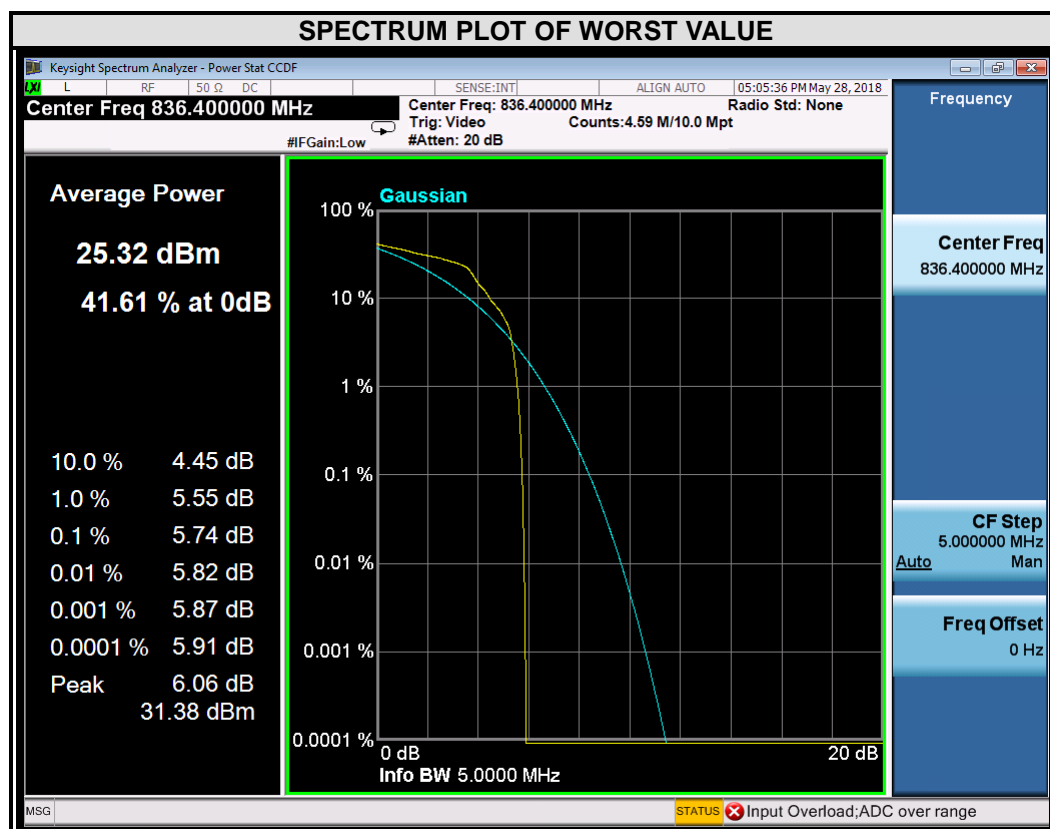 SPECTRUM PLOT OF WORST VALUE
Keysight Spectrum Analyzer - Power Stat CCDF
LXI L RF 50 Ω DC SENSE:INT ALIGN AUTO 05:05:36 PM May 28, 2018
Center Freq 836.400000 MHz
Center Freq: 836.400000 MHz Radio Std: None
Trig: Video Counts:4.59 M/10.0 Mpt
#IFGain:Low #Atten: 20 dB
Average Power
25.32 dBm
41.61 % at 0dB
10.0 % 4.45 dB
1.0 % 5.55 dB
0.1 % 5.74 dB
0.01 % 5.82 dB
0.001 % 5.87 dB
0.0001 % 5.91 dB
Peak 6.06 dB
31.38 dBm
Gaussian
100 %
10 %
1 %
0.1 %
0.01 %
0.001 %
0.0001 %
0 dB 20 dB
Info BW 5.0000 MHz
Frequency
Center Freq
836.400000 MHz
CF Step
5.000000 MHz
Auto Man
Freq Offset
0 Hz
MSG STATUS Input Overload;ADC over range